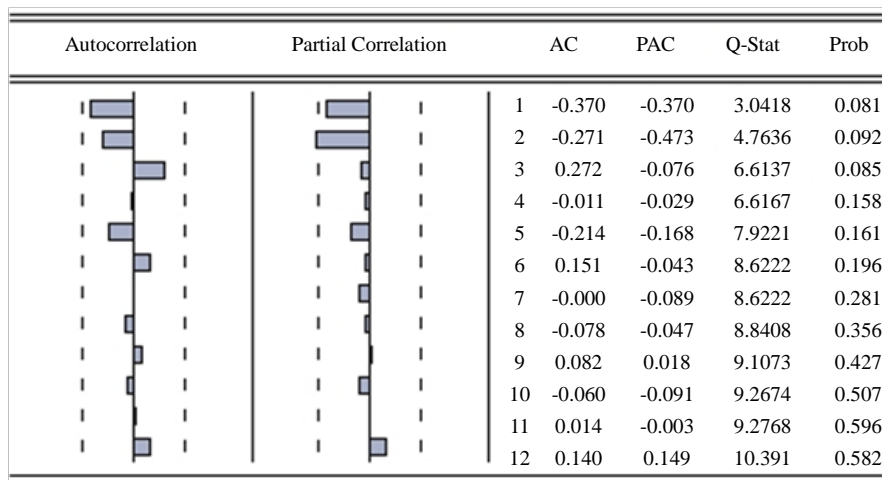 Autocorrelation Partial Correlation AC PAC Q-Stat Prob
1 -0.370 -0.370 3.0418 0.081
2 -0.271 -0.473 4.7636 0.092
3 0.272 -0.076 6.6137 0.085
4 -0.011 -0.029 6.6167 0.158
5 -0.214 -0.168 7.9221 0.161
6 0.151 -0.043 8.6222 0.196
7 -0.000 -0.089 8.6222 0.281
8 -0.078 -0.047 8.8408 0.356
9 0.082 0.018 9.1073 0.427
10 -0.060 -0.091 9.2674 0.507
11 0.014 -0.003 9.2768 0.596
12 0.140 0.149 10.391 0.582